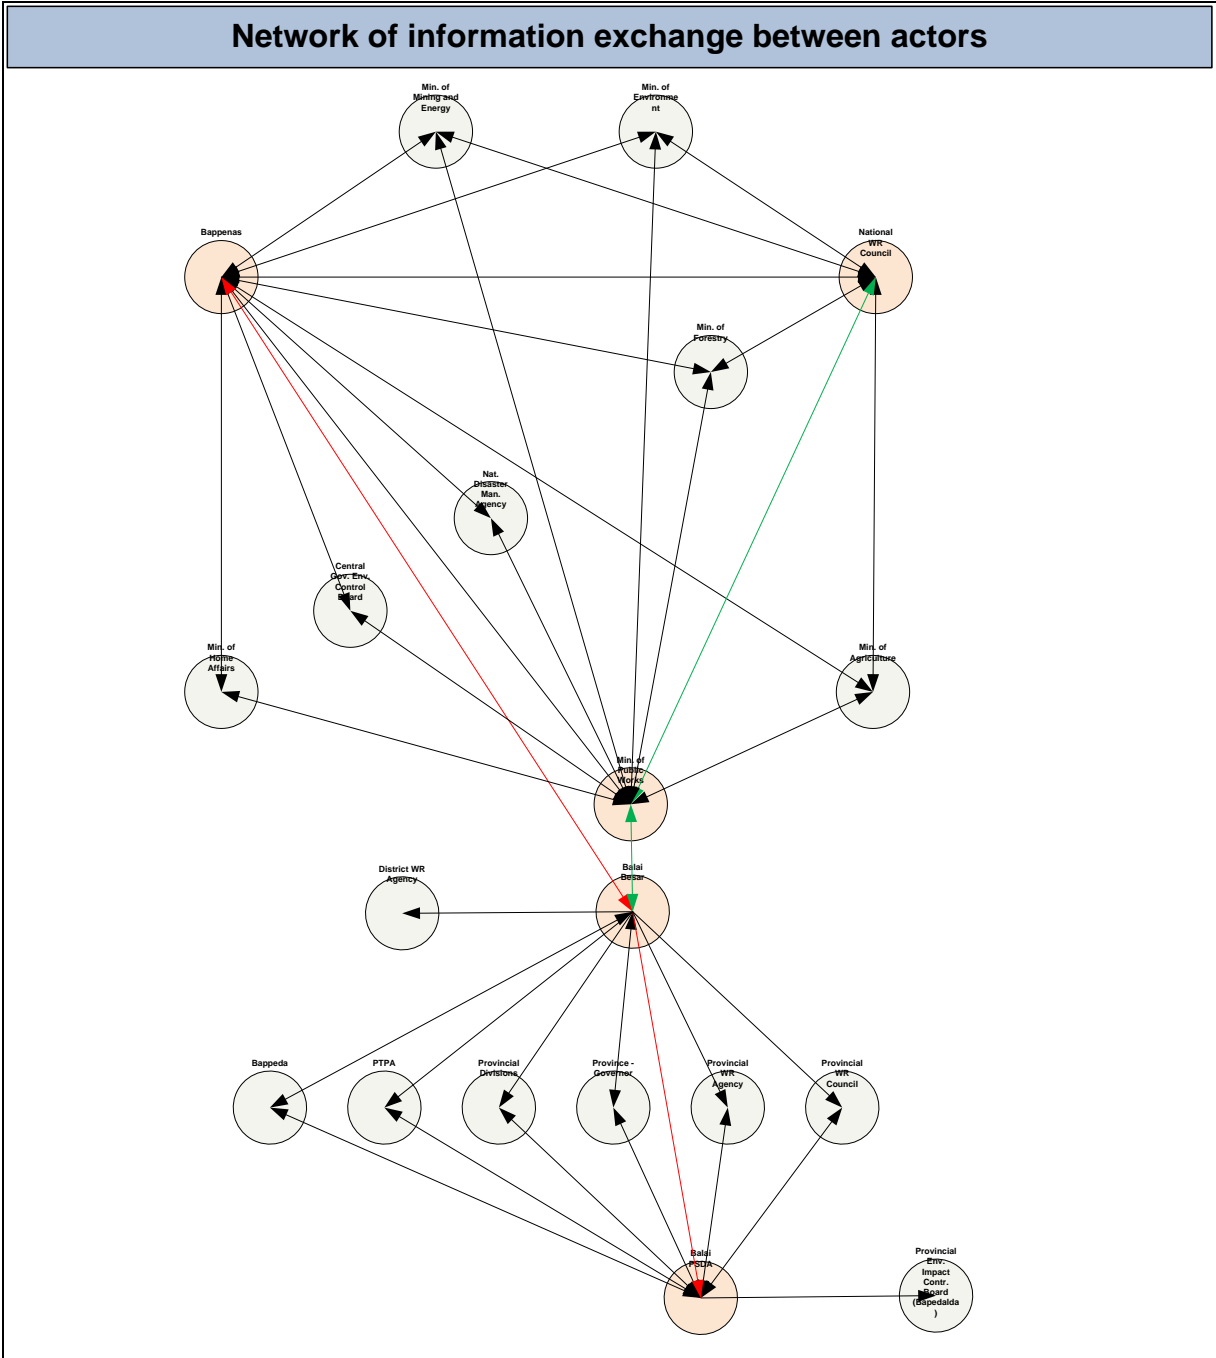 Network of information exchange between actors
Min. of
Mining and
Energy
Min. of
Environme
nt
Bappenas
National
WR
Council
Min. of
Forestry
Nat.
Disaster
Man.
Agency
Central
Gov. Env.
Control
Board
Min. of
Home
Affairs
Min. of
Agriculture
Min. of
Public
Works
Balai
Besar
District WR
Agency
Bappeda
PTPA
Provincial
Divisions
Province -
Governor
Provincial
WR
Agency
Provincial
WR
Council
Balai
PSDA
Provincial
Env.
Impact
Contr.
Board
(Bapedalda
)